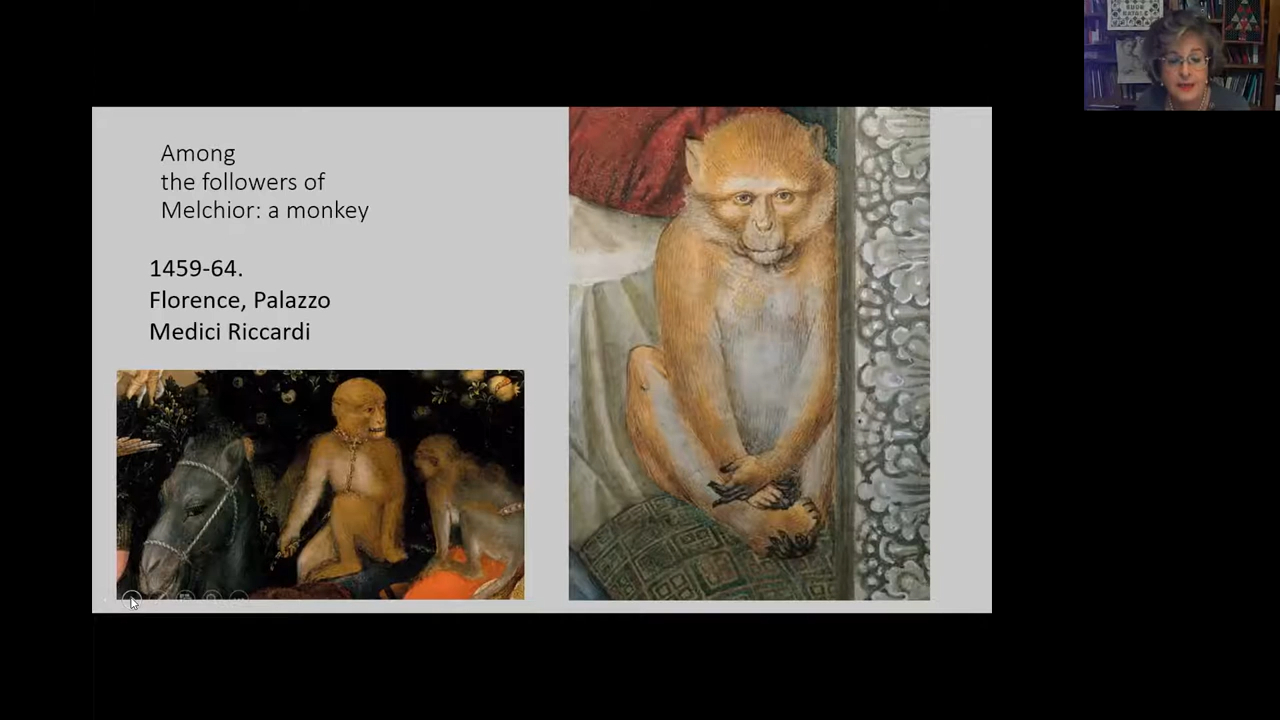 Among
the followers of
Melchior: a monkey
1459-64.
Florence, Palazzo
Medici Riccardi